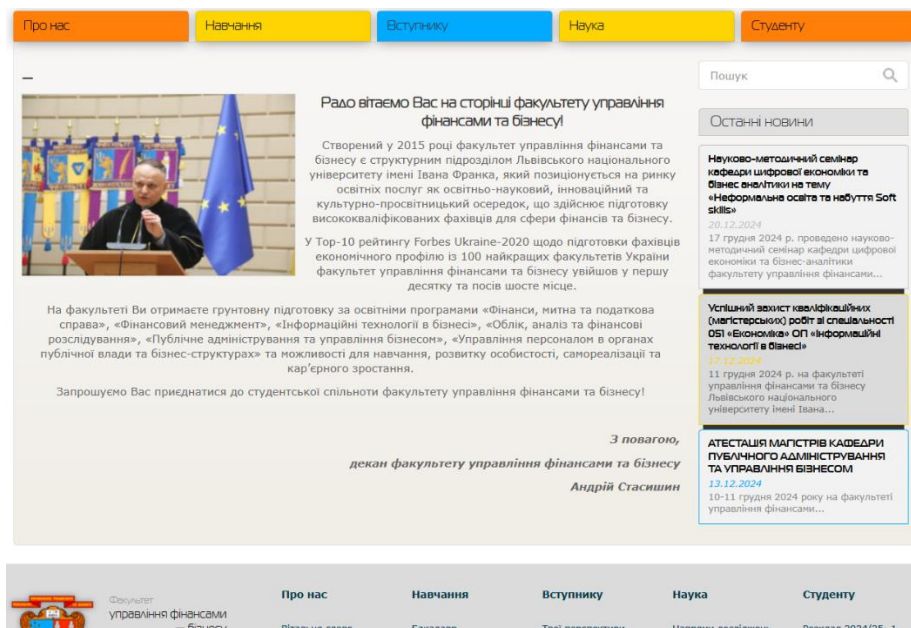 Про нас
Навчання
Вступнику
Наука
Студенту
Радо вітаємо Вас на сторінці факультету управління
фінансами та бізнесу!
Створений у 2015 році факультет управління фінансами та
бізнесу є структурним підрозділом Львівського національного
університету імені Івана Франка, який позиціонується на ринку
освітніх послуг як освітньо-науковий, інноваційний та
культурно-просвітницький осередок, що здійснює підготовку
висококваліфікованих фахівців для сфери фінансів та бізнесу.
У Top-10 рейтингу Forbes Ukraine-2020 щодо підготовки фахівців
економічного профілю із 100 найкращих факультетів України
факультет управління фінансами та бізнесу увійшов у першу
десятку та посів шосте місце.
На факультеті Ви отримаєте грунтовну підготовку за освітніми програмами «Фінанси, митна та податкова
справа», «Фінансовий менеджмент», «Інформаційні технології в бізнесі», «Облік, аналіз та фінансові
розслідування», «Публічне адміністрування та управління бізнесом», «Управління персоналом в органах
публічної влади та бізнес-структурах» та можливості для навчання, розвитку особистості, самореалізації та
кар'єрного зростання.
Запрошуємо Вас приєднатися до студентської спільноти факультету управління фінансами та бізнесу!
З повагою,
декан факультету управління фінансами та бізнесу
Андрій Стасишин
Пошук
Останні новини
Науково-методичний семінар
кафедри цифрової економіки та
бізнес аналітики на тему
«Неформальна освіта та набуття Soft
skills»
20.12.2024
17 грудня 2024 р. проведено науково-
методичний семінар кафедри цифрової
економіки та бізнес-аналітики
факультету управління фінансами...
Успішний захист кваліфікаційних
(магістерських) робіт зі спеціальності
051 «Економіка» ОП «Інформаційні
технології в бізнесі»
17.12.2024
11 грудня 2024 р. на факультеті
управління фінансами та бізнесу
Львівського національного
університету імені Івана...
АТЕСТАЦІЯ МАГІСТРІВ КАФЕДРИ
ПУБЛІЧНОГО АДМІНІСТРУВАННЯ
ТА УПРАВЛІННЯ БІЗНЕСОМ
13.12.2024
10-11 грудня 2024 року на факультеті
управління фінансами...
Факультет
управління фінансами
Про нас
Навчання
Вступнику
Наука
Студенту